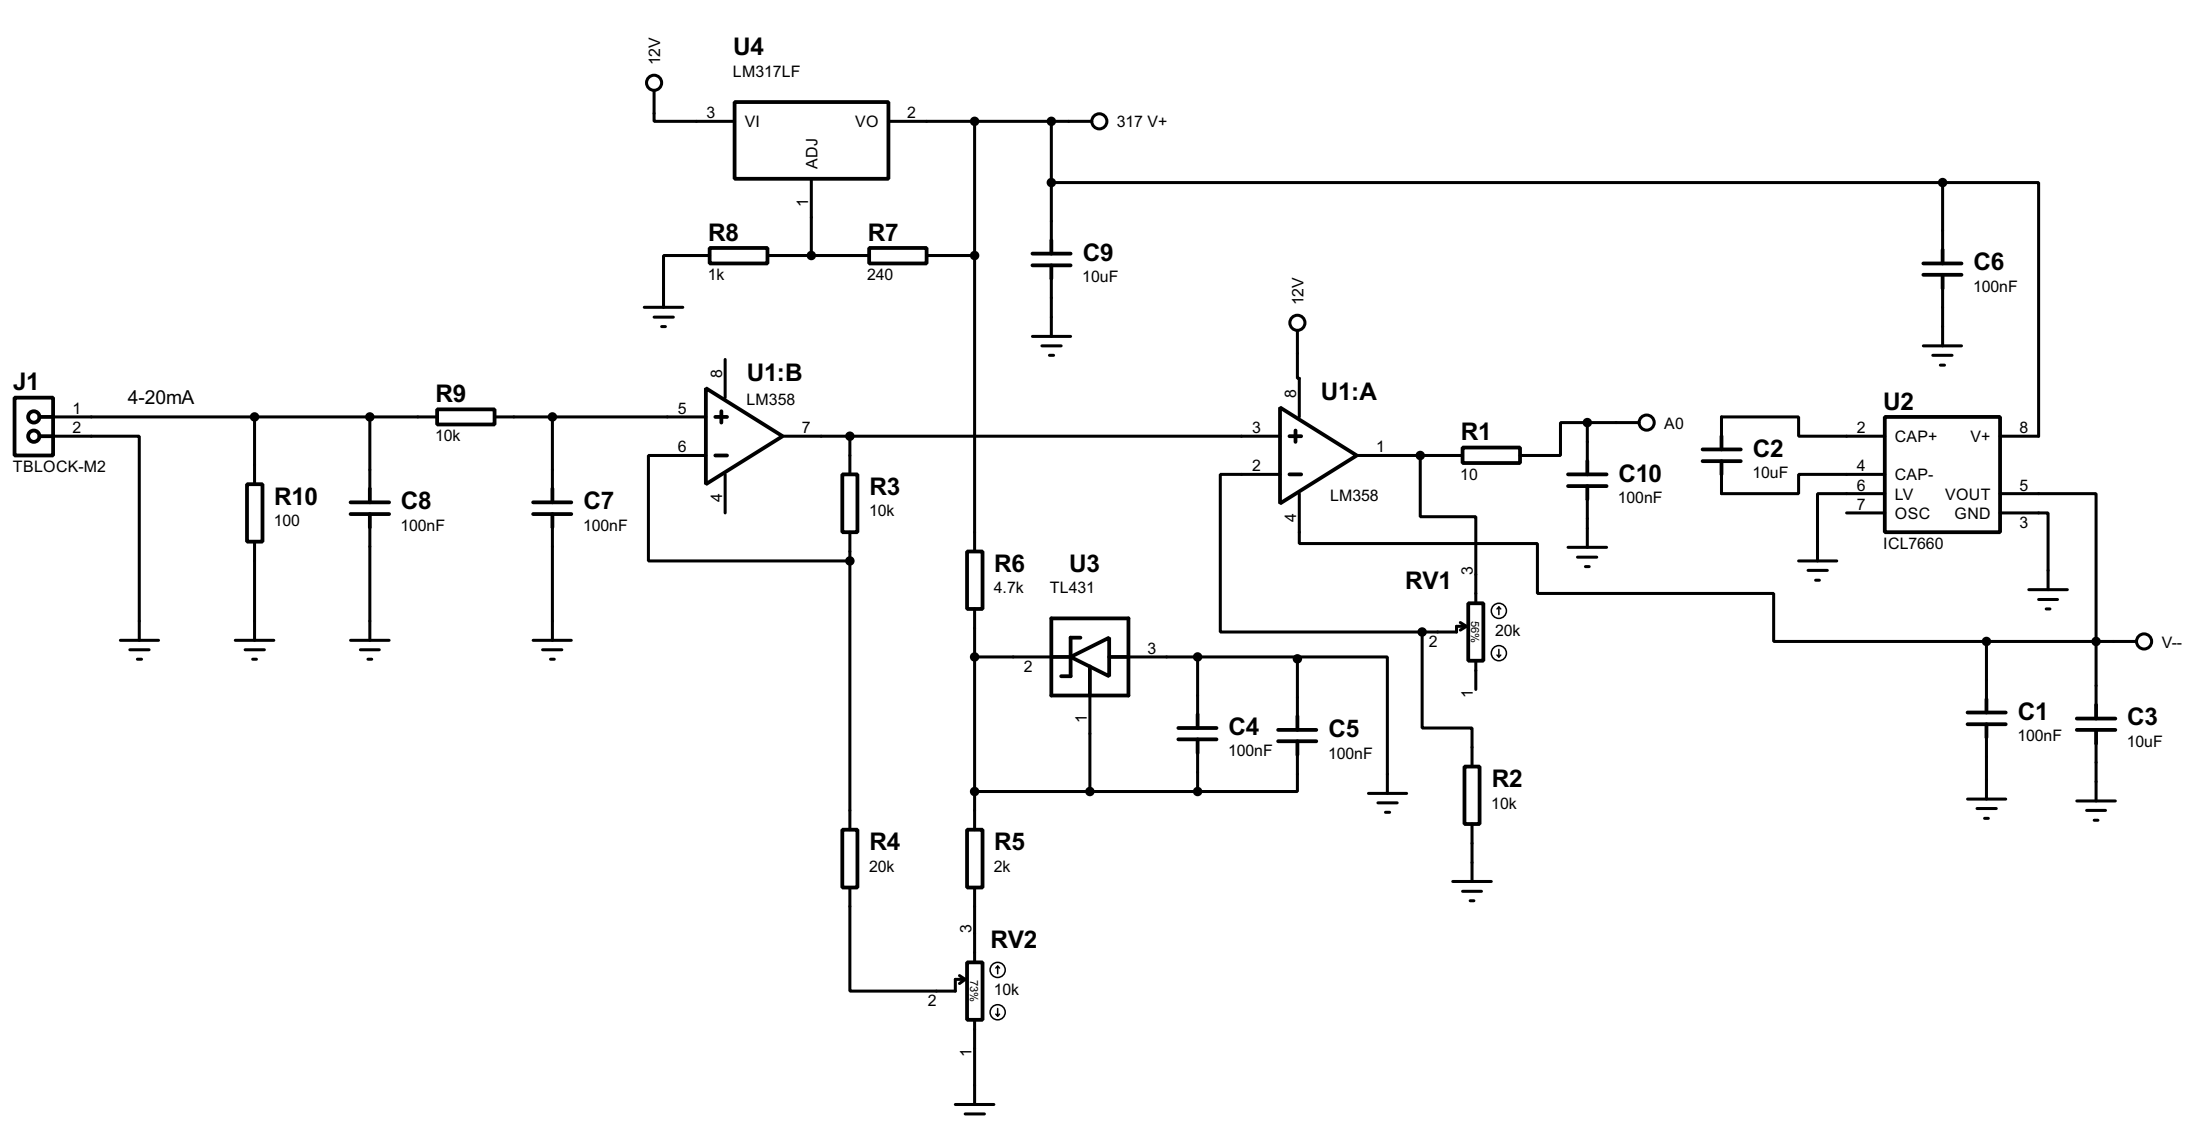 12V
U4
LM317LF
3
VI
VO
2
317 V+
ADJ
1
R8
1k
R7
240
C9
10uF
C6
100nF
12V
J1
4-20mA
1
2
TBLOCK-M2
R9
10k
R10
100
C8
100nF
C7
100nF
8
U1:B
LM358
5
6
7
4
R3
10k
8
U1:A
LM358
3
2
1
4
R1
10
A0
C10
100nF
C2
10uF
U2
2
CAP+
V+
8
4
CAP-
6
LV
VOUT
5
7
OSC
GND
3
ICL7660
R6
4.7k
U3
TL431
2
3
1
RV1
3
56%
20k
2
1
V--
C4
100nF
C5
100nF
C1
100nF
C3
10uF
R2
10k
R4
20k
R5
2k
3
RV2
73%
10k
2
1